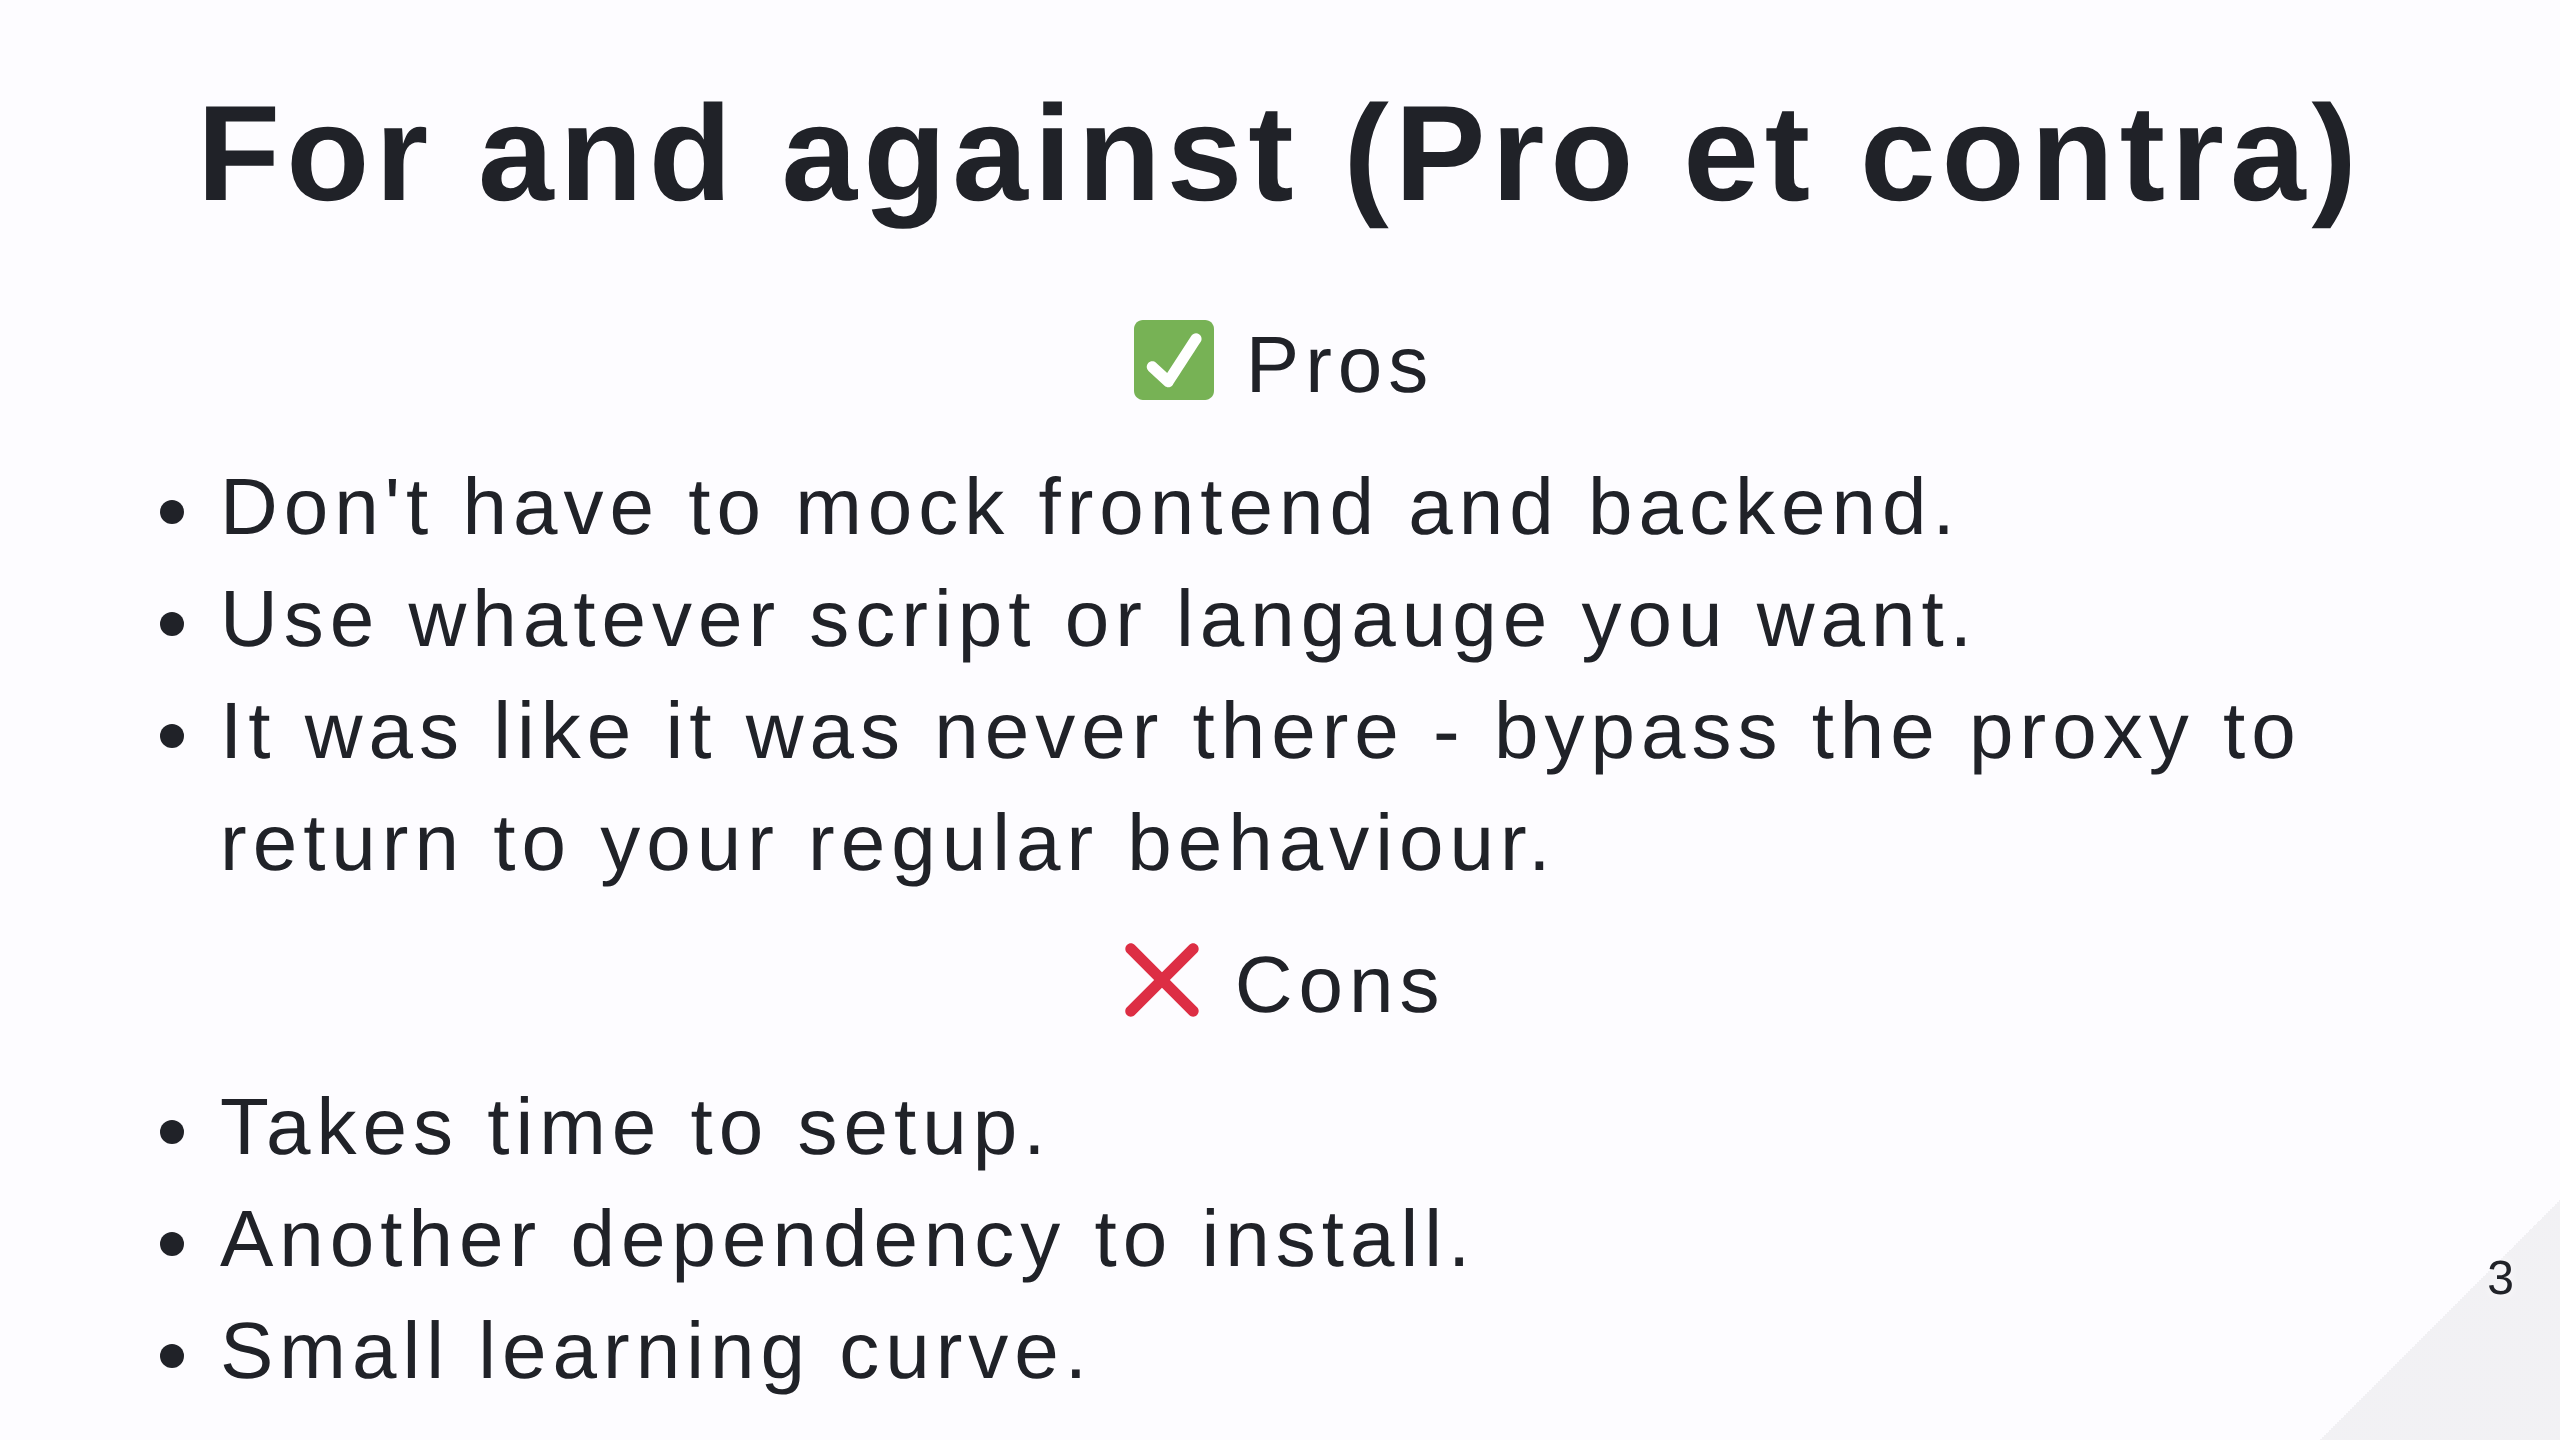 For and against (Pro et contra)
✅ Pros
• Don't have to mock frontend and backend.
• Use whatever script or langauge you want.
• It was like it was never there - bypass the proxy to
return to your regular behaviour.
❌ Cons
• Takes time to setup.
• Another dependency to install.
• Small learning curve.
3